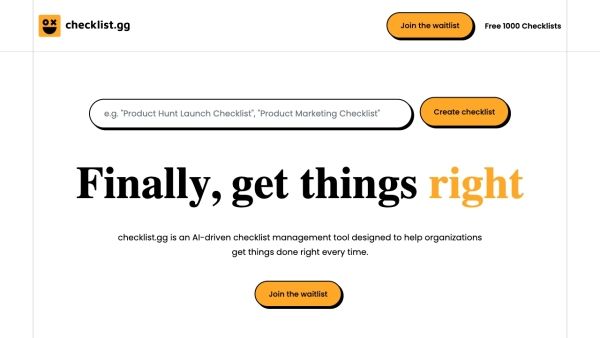 checklist.gg
Join the waitlist
Free 1000 Checklists
e.g. "Product Hunt Launch Checklist", "Product Marketing Checklist"
Create checklist
Finally, get things right
checklist.gg is an AI-driven checklist management tool designed to help organizations
get things done right every time.
Join the waitlist